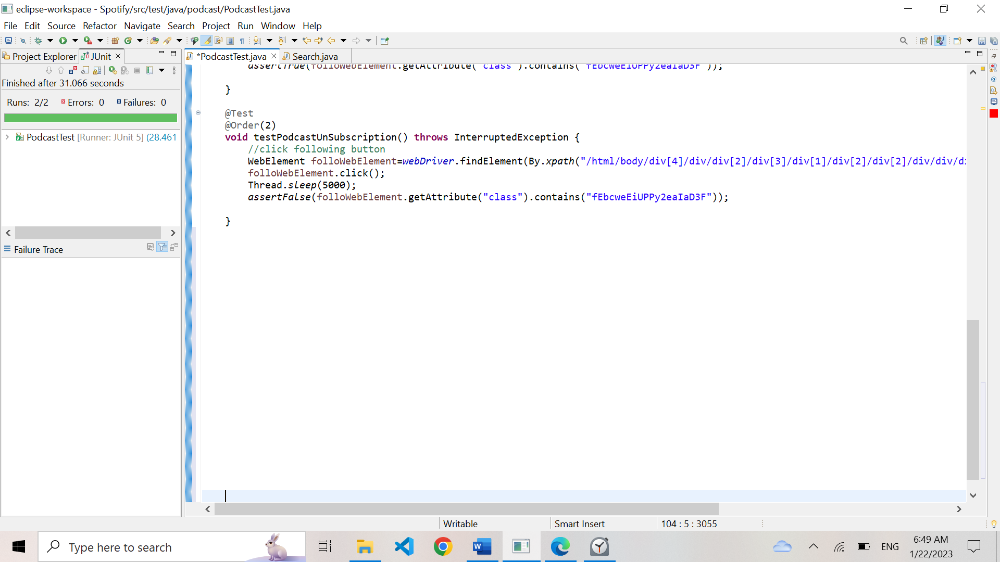 eclipse-workspace - Spotify/src/test/java/podcast/PodcastTest.java
File Edit Source Refactor Navigate Search Project Run Window Help
Project Explorer JUnit
*PodcastTest.java Search.java
Finished after 31.066 seconds
Runs: 2/2 Errors: 0 Failures: 0
PodcastTest [Runner: JUnit 5] (28.461
Failure Trace
assertTrue(folloWebElement.getAttribute("class").contains("fEbcweEiUPPy2eaIaD3F"));
}
@Test
@Order(2)
void testPodcastUnSubscription() throws InterruptedException {
//click following button
WebElement folloWebElement=webDriver.findElement(By.xpath("/html/body/div[4]/div/div[2]/div[3]/div[1]/div[2]/div[2]/div/div/di
folloWebElement.click();
Thread.sleep(5000);
assertFalse(folloWebElement.getAttribute("class").contains("fEbcweEiUPPy2eaIaD3F"));
}
Writable Smart Insert 104 : 5 : 3055
Type here to search
ENG
6:49 AM
1/22/2023